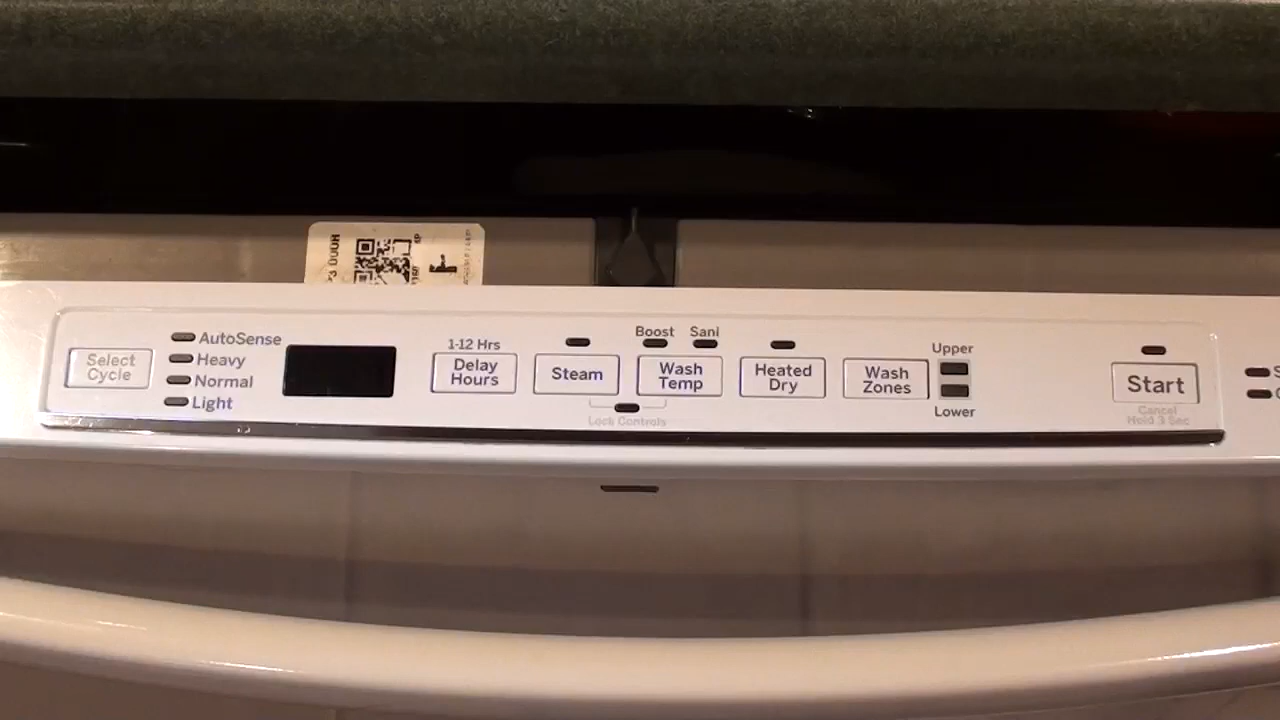 Select
Cycle
AutoSense
Heavy
Normal
Light
1-12 Hrs
Delay
Hours
Steam
Boost
Sani
Wash
Temp
Lock Controls
Heated
Dry
Wash
Zones
Upper
Lower
Start
Cancel
Hold 3 Sec